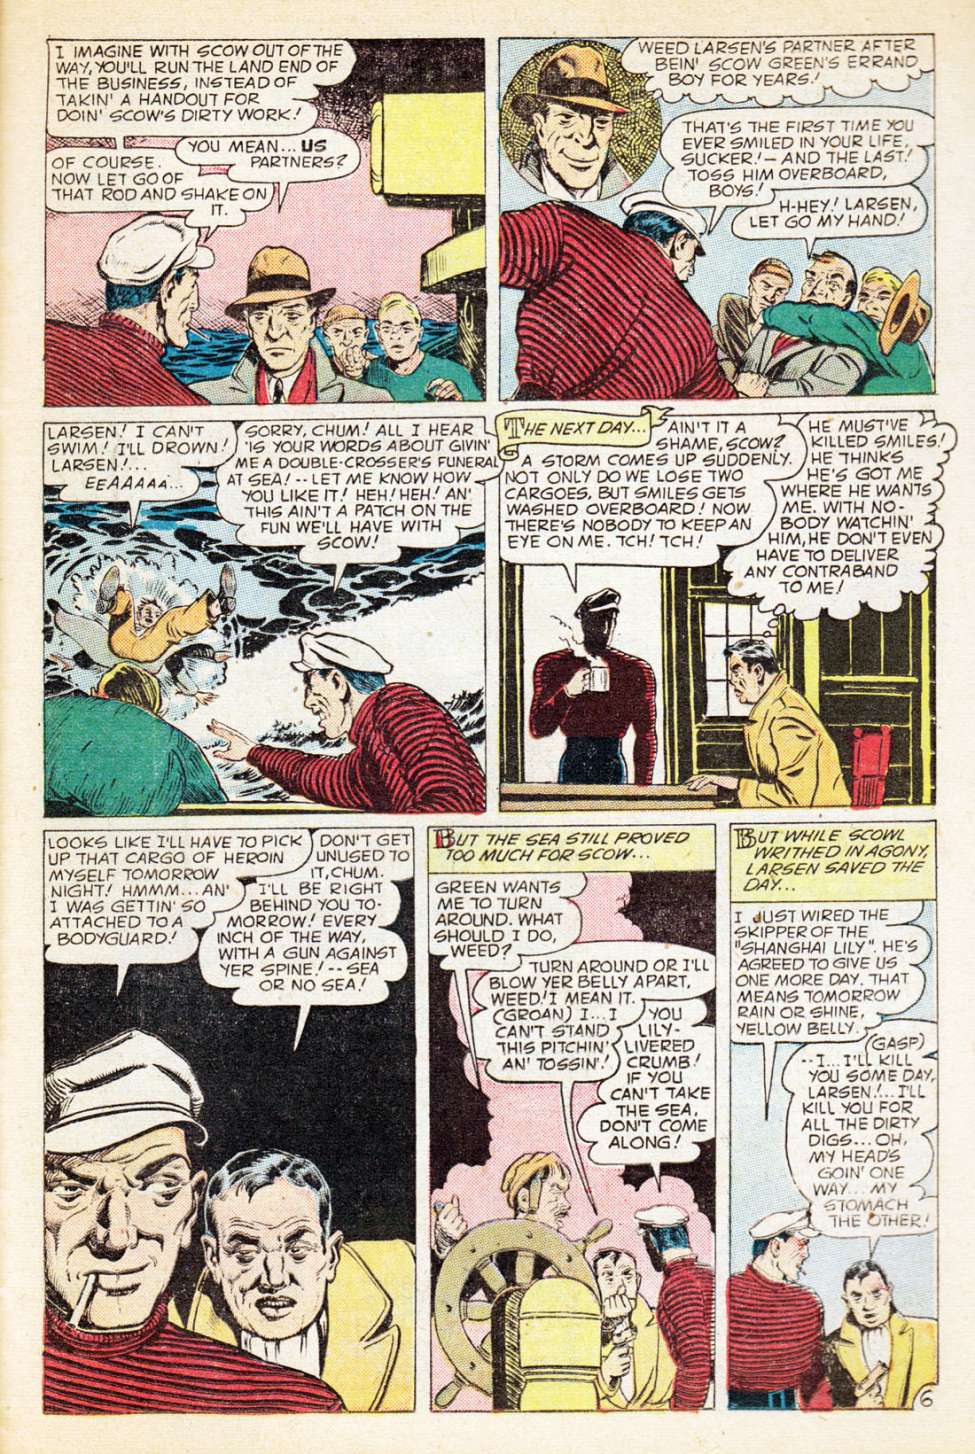 I IMAGINE WITH SCOW OUT OF THE
WAY, YOU'LL RUN THE LAND END OF
THE BUSINESS, INSTEAD OF
TAKIN' A HANDOUT FOR
DOIN' SCOW'S DIRTY WORK!
YOU MEAN... US
PARTNERS?
OF COURSE.
NOW LET GO OF
THAT ROD AND SHAKE ON
IT.
WEED LARSEN'S PARTNER AFTER
BEIN' SCOW GREEN'S ERRAND
BOY FOR YEARS!
THAT'S THE FIRST TIME YOU
EVER SMILED IN YOUR LIFE,
SUCKER!-AND THE LAST!
TOSS HIM OVERBOARD,
BOYS!
H-HEY! LARSEN,
LET GO MY HAND!
LARSEN! I CAN'T
SWIM! I'LL DROWN!
LARSEN!...
EEAAAAA...
SORRY, CHUM! ALL I HEAR
'IS YOUR WORDS ABOUT GIVIN'
ME A DOUBLE-CROSSER'S FUNERAL
AT SEA!--LET ME KNOW HOW
YOU LIKE IT! HEH! HEH! AN'
THIS AIN'T A PATCH ON THE
FUN WE'LL HAVE WITH
SCOW!
THE NEXT DAY...
AIN'T IT A
SHAME, SCOW?
A STORM COMES UP SUDDENLY.
NOT ONLY DO WE LOSE TWO
CARGOES, BUT SMILES GETS
WASHED OVERBOARD! NOW
THERE'S NOBODY TO KEEP AN
EYE ON ME. TCH! TCH!
HE MUST'VE
KILLED SMILES!
HE THINKS
HE'S GOT ME
WHERE HE WANTS
ME. WITH NO-
BODY WATCHIN'
HIM, HE DON'T EVEN
HAVE TO DELIVER
ANY CONTRABAND
TO ME!
LOOKS LIKE I'LL HAVE TO PICK
UP THAT CARGO OF HEROIN
MYSELF TOMORROW
NIGHT! HMMM...AN'
I WAS GETTIN' SO
ATTACHED TO A
BODYGUARD!
DON'T GET
UNUSED TO
IT, CHUM.
I'LL BE RIGHT
BEHIND YOU TO-
MORROW! EVERY
INCH OF THE WAY,
WITH A GUN AGAINST
YER SPINE!--SEA
OR NO SEA!
BUT THE SEA STILL PROVED
TOO MUCH FOR SCOW...
GREEN WANTS
ME TO TURN
AROUND. WHAT
SHOULD I DO,
WEED?
TURN AROUND OR I'LL
BLOW YER BELLY APART,
WEED! I MEAN IT.
(GROAN) I...I
CAN'T STAND
THIS PITCHIN'
AN' TOSSIN'!
YOU
LILY-
LIVERED
CRUMB!
IF YOU
CAN'T TAKE
THE SEA,
DON'T COME
ALONG!
BUT WHILE SCOWL
WRITHED IN AGONY,
LARSEN SAVED THE
DAY...
I JUST WIRED THE
SKIPPER OF THE
"SHANGHAI LILY". HE'S
AGREED TO GIVE US
ONE MORE DAY. THAT
MEANS TOMORROW
RAIN OR SHINE,
YELLOW BELLY.
(GASP)
--I...I'LL KILL
YOU SOME DAY,
LARSEN!...I'LL
KILL YOU FOR
ALL THE DIRTY
DIGS...OH,
MY HEAD'S
GOIN' ONE
WAY...MY
STOMACH
THE OTHER!
6